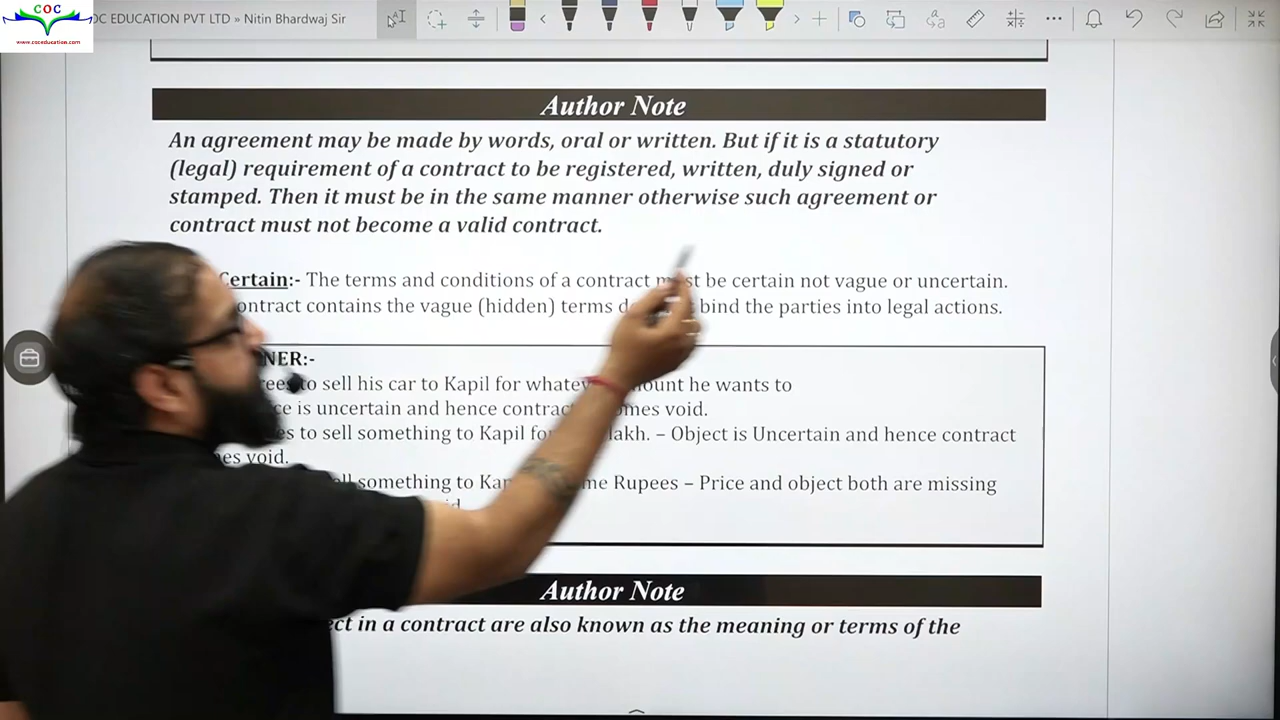 COC
www.coceducation.com
OC EDUCATION PVT LTD » Nitin Bhardwaj Sir
Author Note
An agreement may be made by words, oral or written. But if it is a statutory
(legal) requirement of a contract to be registered, written, duly signed or
stamped. Then it must be in the same manner otherwise such agreement or
contract must not become a valid contract.
Certain:- The terms and conditions of a contract must be certain not vague or uncertain.
ontract contains the vague (hidden) terms bind the parties into legal actions.
NER:-
to sell his car to Kapil for he wants to
is uncertain and hence contract void.
to sell something to Kapil lakh. – Object is Uncertain and hence contract
void.
something to Rupees – Price and object both are missing
Author Note
in a contract are also known as the meaning or terms of the